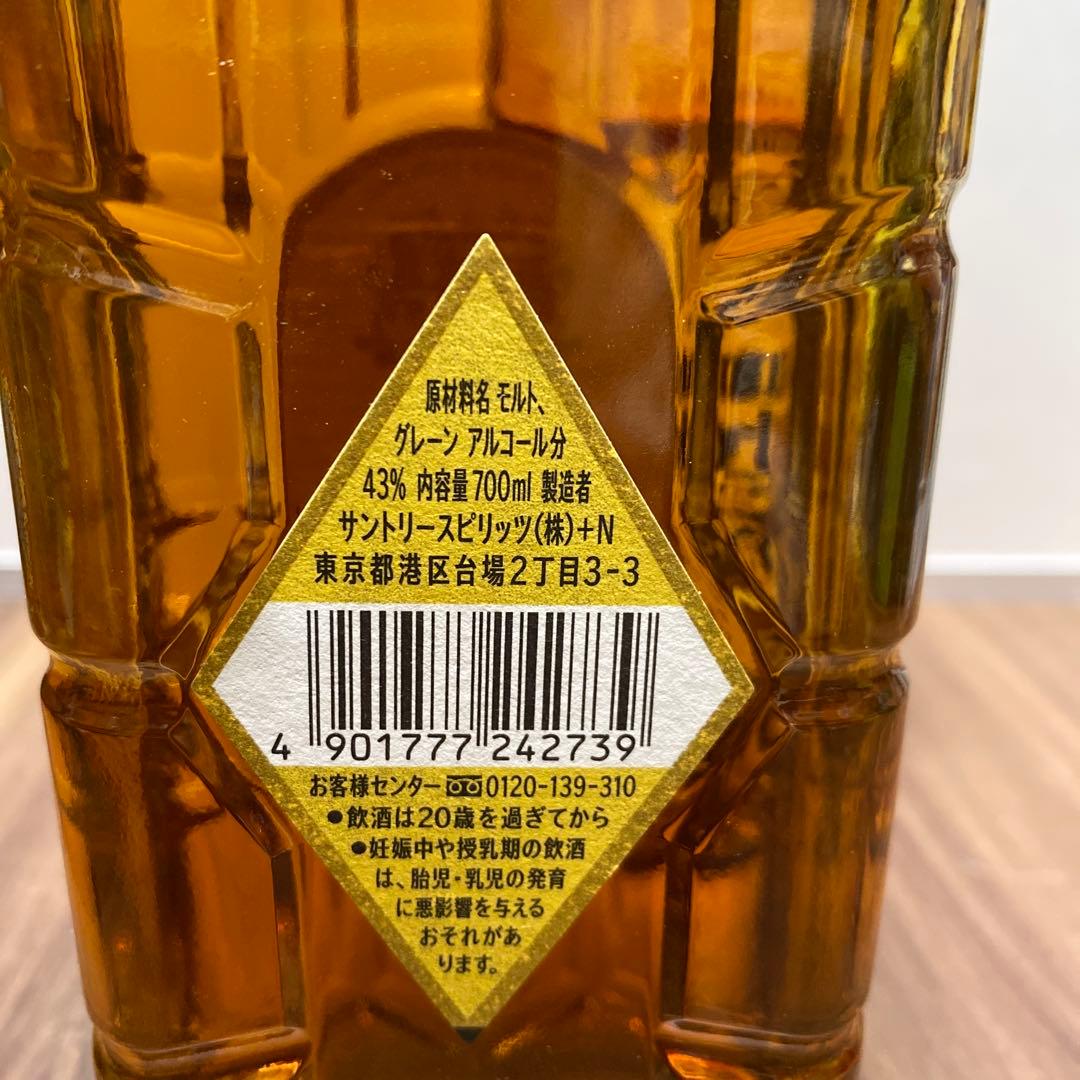 原材料名 モルト、
グレーン アルコール分
43% 内容量700ml 製造者
サントリースピリッツ(株)+N
東京都港区台場2丁目3-3
4 901777 242739
お客様センター 0120-139-310
●飲酒は20歳を過ぎてから
●妊娠中や授乳期の飲酒
は、胎児・乳児の発育
に悪影響を与える
おそれがあ
ります。